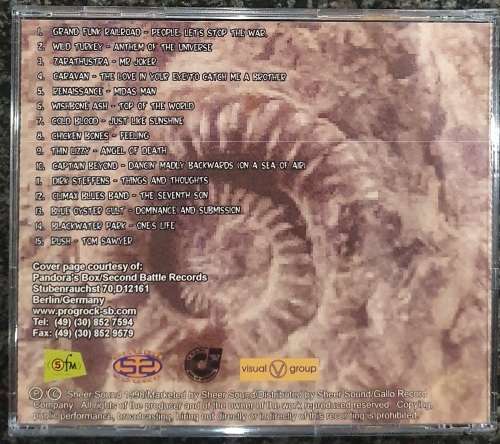 1. GRAND FUNK RAILROAD - PEOPLE, LET'S STOP THE WAR
2. WILD TURKEY - ANTHEM OF THE UNIVERSE
3. ZARATHUSTRA - MR JOKER
4. CARAVAN - THE LOVE IN YOUR EYE/TO CATCH ME A BROTHER
5. RENAISSANCE - MIDAS MAN
6. WISHBONE ASH - TOP OF THE WORLD
7. COLD BLOOD - JUST LIKE SUNSHINE
8. CHICKEN BONES - FEELING
9. THIN LIZZY - ANGEL OF DEATH
10. CAPTAIN BEYOND - DANCIN' MADLY BACKWARDS (ON A SEA OF AIR)
11. DIRK STEFFENS - THINGS AND THOUGHTS
12. CLIMAX BLUES BAND - THE SEVENTH SON
13. BLUE OYSTER CULT - DOMINANCE AND SUBMISSION
14. BLACKWATER PARK - ONE'S LIFE
15. RUSH - TOM SAWYER
Cover page courtesy of:
Pandora's Box/Second Battle Records
Stubenrauchst 70,D12161
Berlin/Germany
www.progrock-sb.com
Tel: (49) (30) 852 7594
Fax: (49) (30) 852 9579
5fm
52
visual V group
Ⓟ Ⓒ Sheer Sound Marketed by Sheer Sound/Distributed by Sheer Sound/Gallo Record
Company. All rights of the producer and of the owner of the work reproduced reserved. Copying,
public performance, broadcasting, hiring not directly or indirectly of this recording is prohibited.